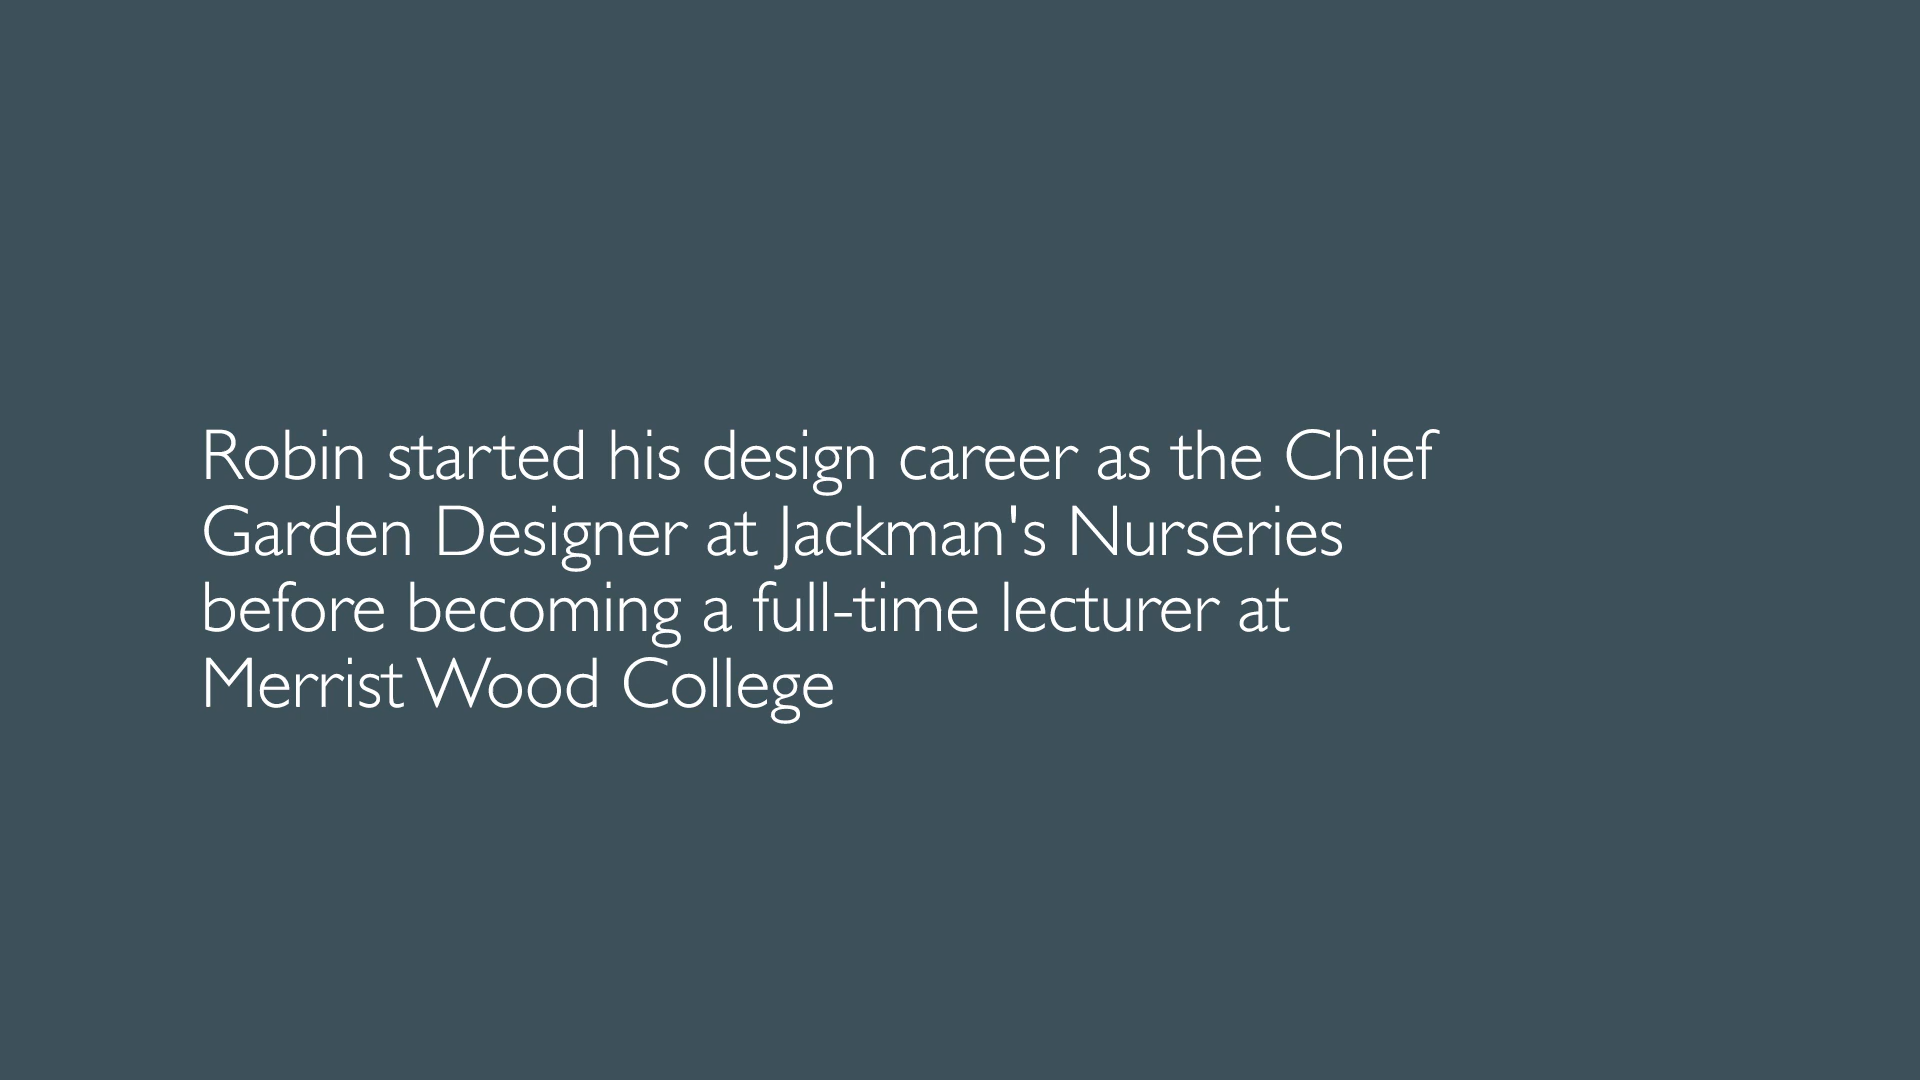 Robin started his design career as the Chief
Garden Designer at Jackman's Nurseries
before becoming a full-time lecturer at
Merrist Wood College